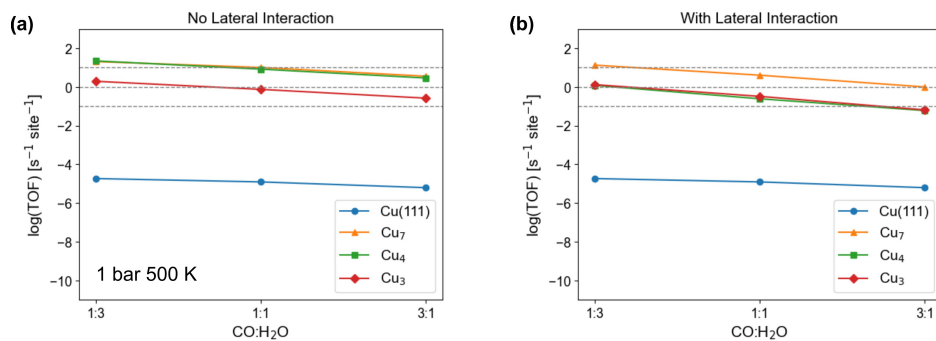 (a)
No Lateral Interaction
log(TOF) [s⁻¹ site⁻¹]
2
0
−2
−4
−6
−8
−10
1 bar 500 K
Cu(111)
Cu₇
Cu₄
Cu₃
1:3
1:1
3:1
CO:H₂O
(b)
With Lateral Interaction
log(TOF) [s⁻¹ site⁻¹]
2
0
−2
−4
−6
−8
−10
Cu(111)
Cu₇
Cu₄
Cu₃
1:3
1:1
3:1
CO:H₂O